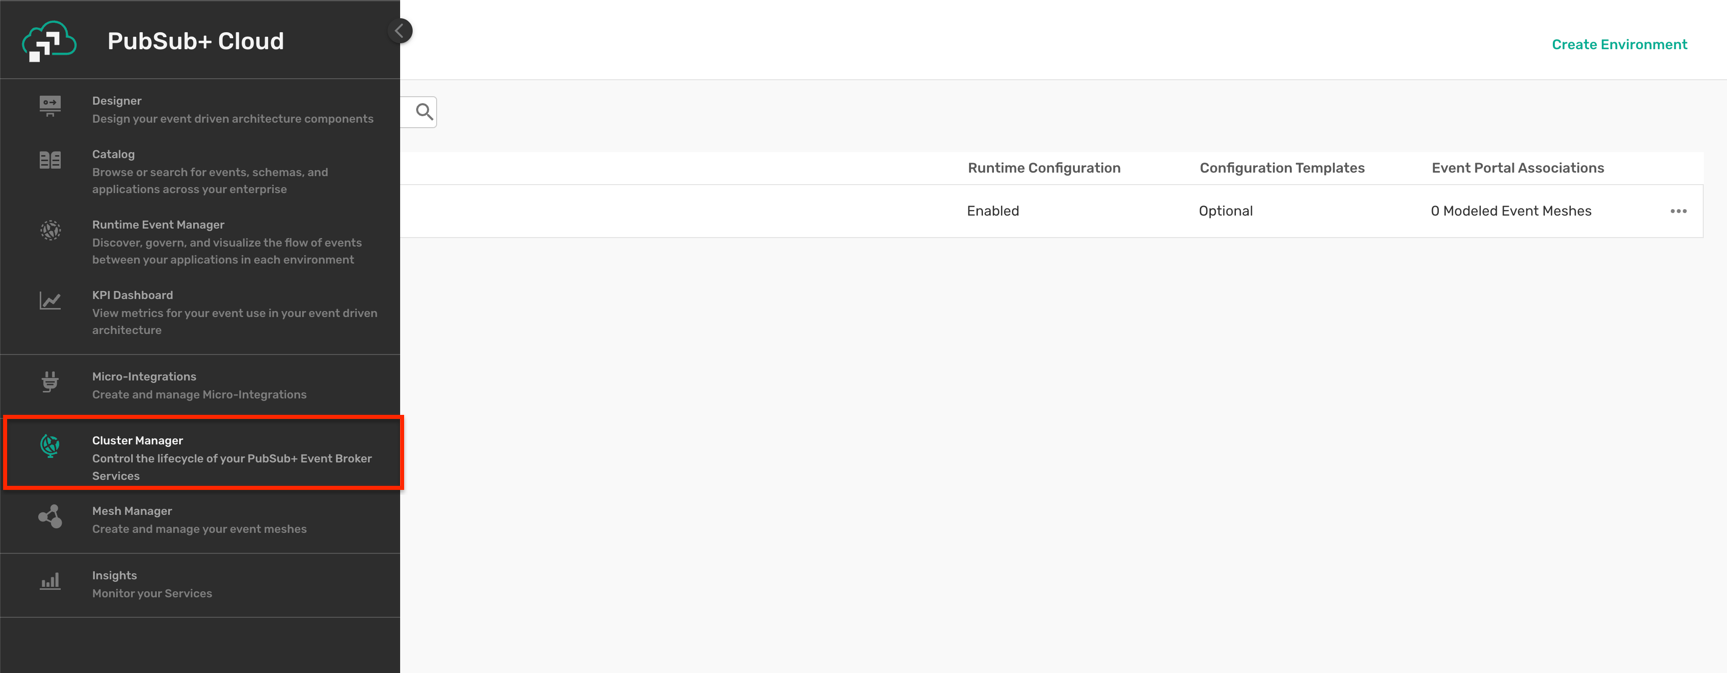 PubSub+ Cloud
Create Environment
Designer
Design your event driven architecture components
Catalog
Browse or search for events, schemas, and
applications across your enterprise
Runtime Event Manager
Discover, govern, and visualize the flow of events
between your applications in each environment
KPI Dashboard
View metrics for your event use in your event driven
architecture
Micro-Integrations
Create and manage Micro-Integrations
Cluster Manager
Control the lifecycle of your PubSub+ Event Broker
Services
Mesh Manager
Create and manage your event meshes
Insights
Monitor your Services
Runtime Configuration Configuration Templates Event Portal Associations
Enabled Optional 0 Modeled Event Meshes